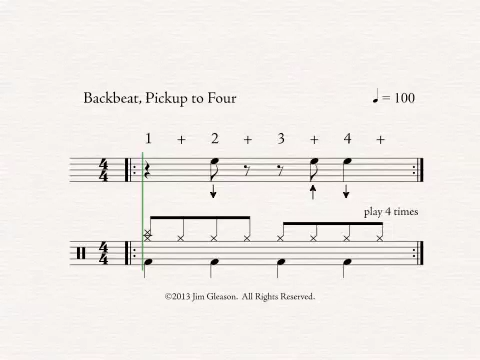 Backbeat, Pickup to Four
♩ = 100
1 + 2 + 3 + 4 +
4
4
play 4 times
4
4
©2013 Jim Gleason. All Rights Reserved.